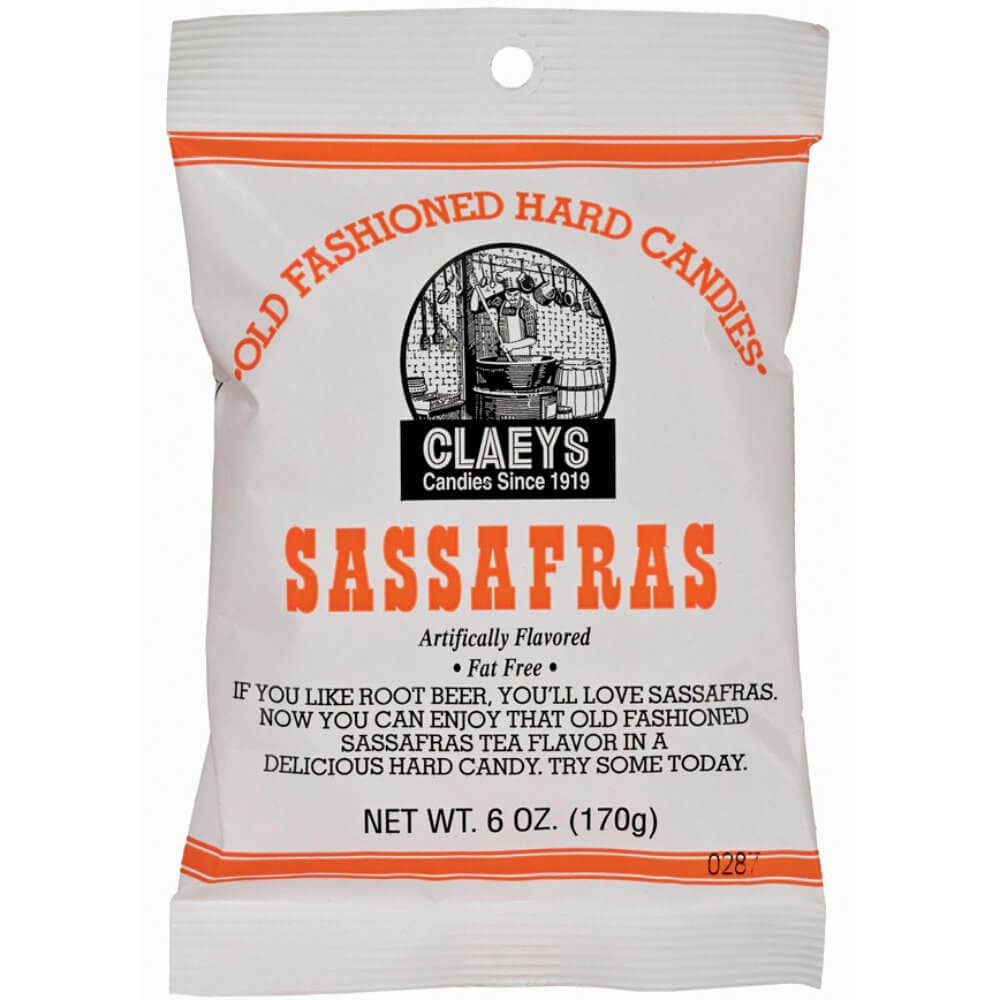 •OLD FASHIONED HARD CANDIES•
CLAEYS
Candies Since 1919
SASSAFRAS
Artifically Flavored
• Fat Free •
IF YOU LIKE ROOT BEER, YOU'LL LOVE SASSAFRAS.
NOW YOU CAN ENJOY THAT OLD FASHIONED
SASSAFRAS TEA FLAVOR IN A
DELICIOUS HARD CANDY. TRY SOME TODAY.
NET WT. 6 OZ. (170g)
0287